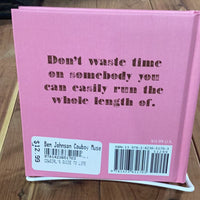 Don't waste time
on somebody you
can easily run the
whole length of.
Ben Johnson Cowboy Muse
COWGIRL'S GUIDE TO LIFE
$12.99